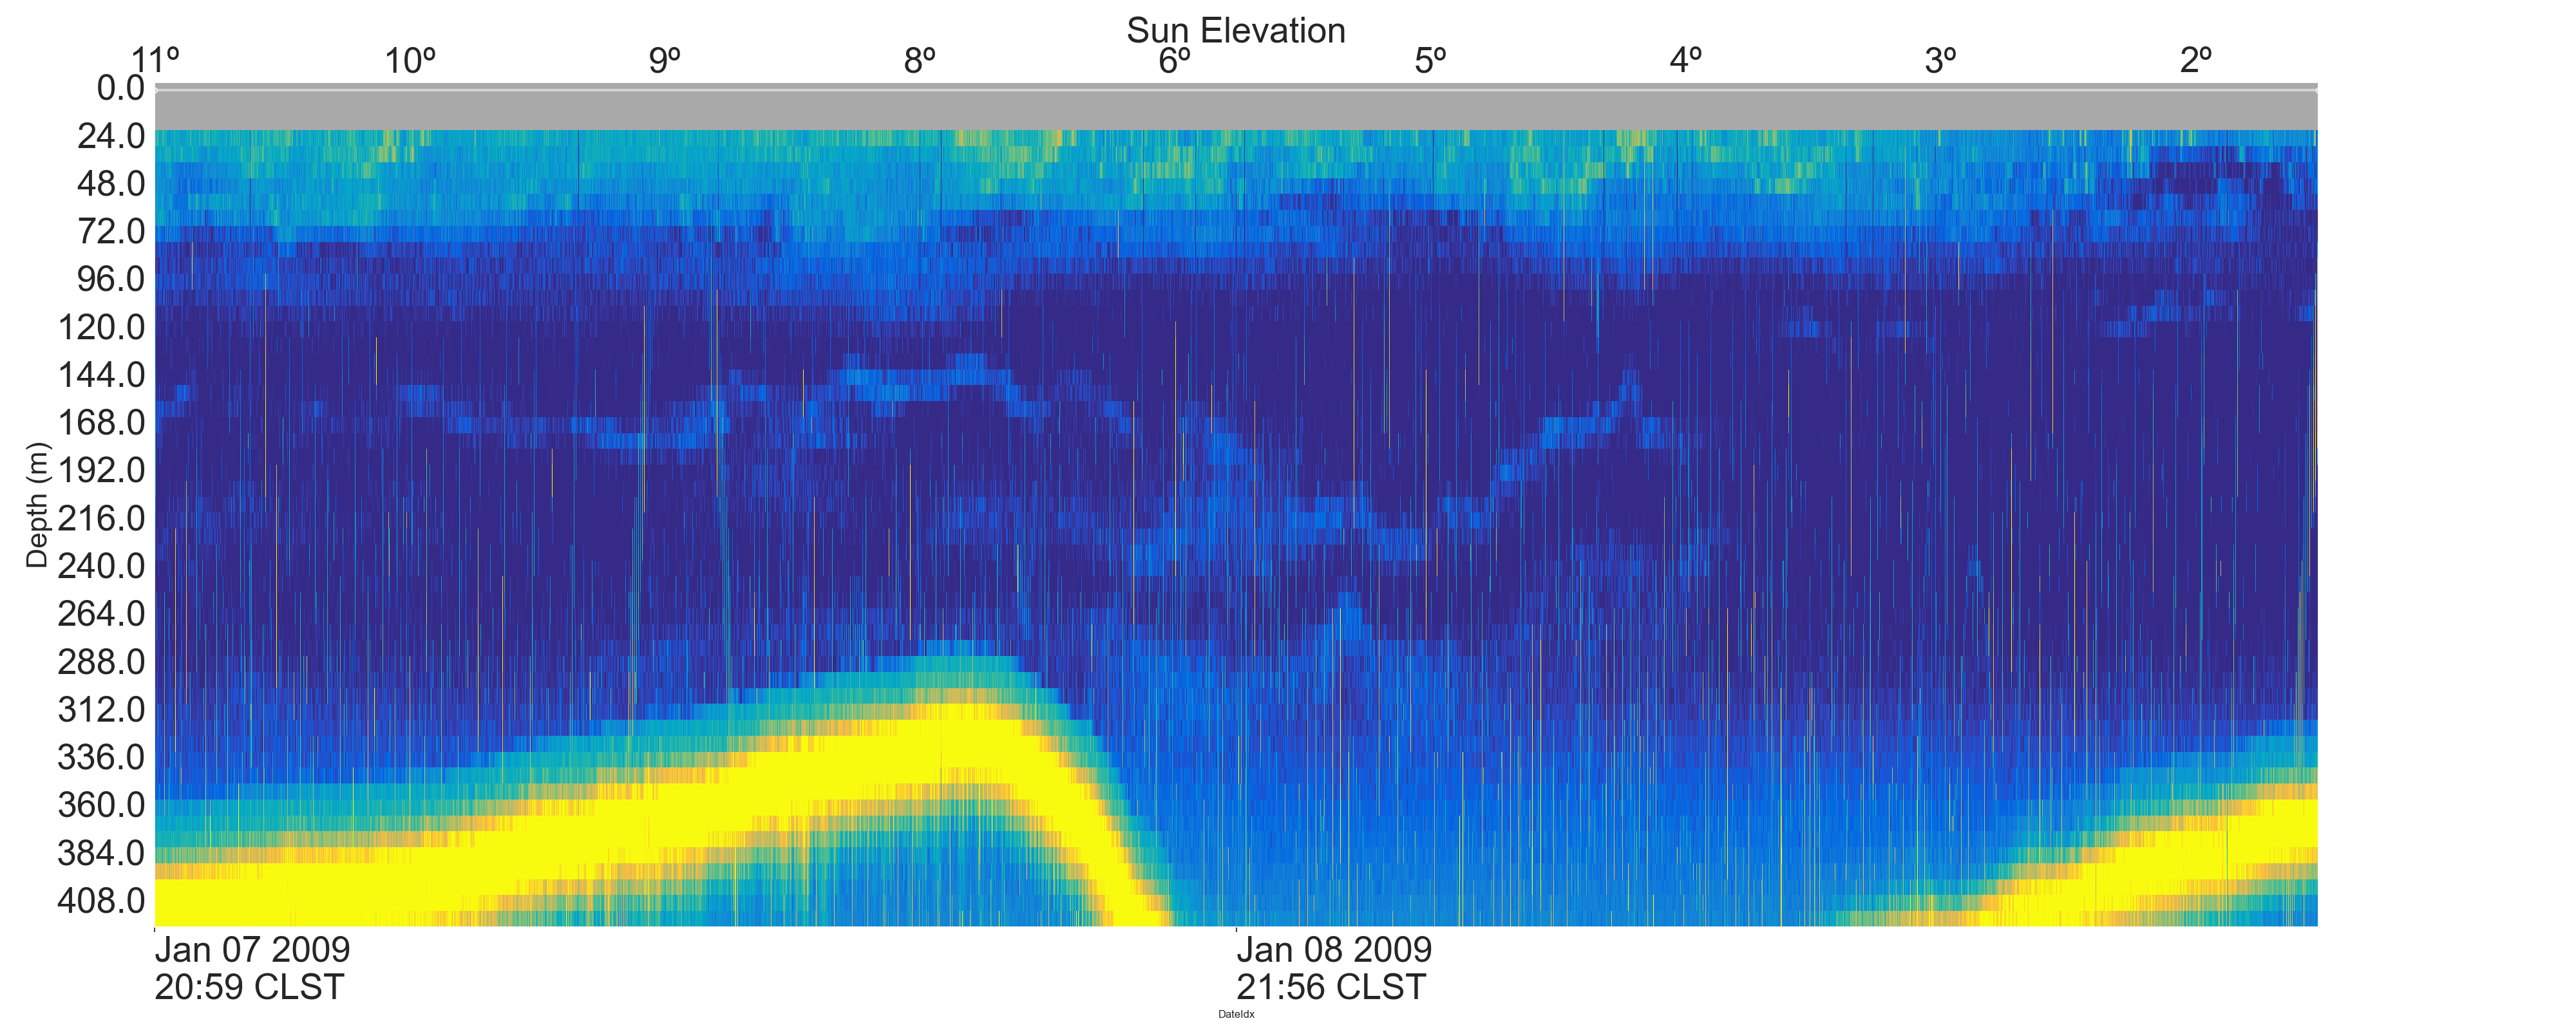 Sun Elevation
11º 10º 9º 8º 6º 5º 4º 3º 2º
0.0
24.0
48.0
72.0
96.0
120.0
144.0
168.0
192.0
216.0
240.0
264.0
288.0
312.0
336.0
360.0
384.0
408.0
Depth (m)
Jan 07 2009
20:59 CLST
Jan 08 2009
21:56 CLST
DateIdx